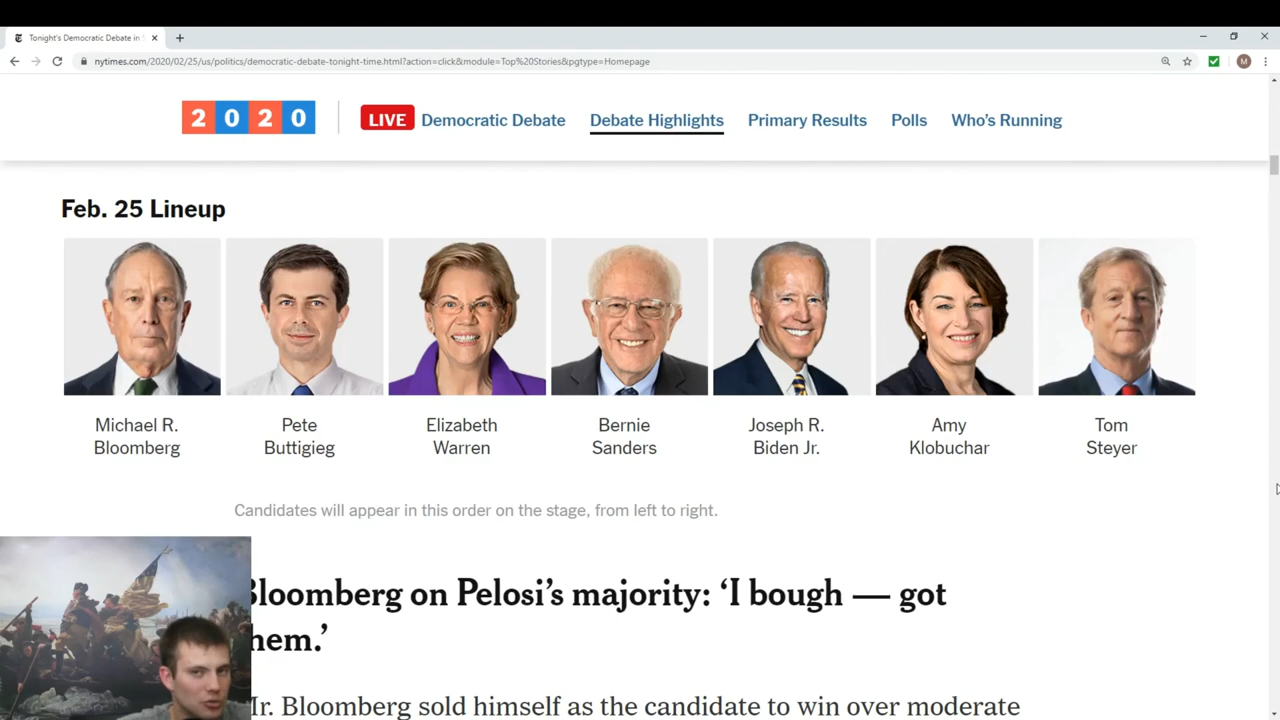 Tonight's Democratic Debate in
nytimes.com/2020/02/25/us/politics/democratic-debate-tonight-time.html?action=click&module=Top%20Stories&pgtype=Homepage
M
2020
LIVE Democratic Debate Debate Highlights Primary Results Polls Who's Running
Feb. 25 Lineup
Michael R.
Bloomberg
Pete
Buttigieg
Elizabeth
Warren
Bernie
Sanders
Joseph R.
Biden Jr.
Amy
Klobuchar
Tom
Steyer
Candidates will appear in this order on the stage, from left to right.
Bloomberg on Pelosi's majority: ‘I bough — got
hem.’
Mr. Bloomberg sold himself as the candidate to win over moderate